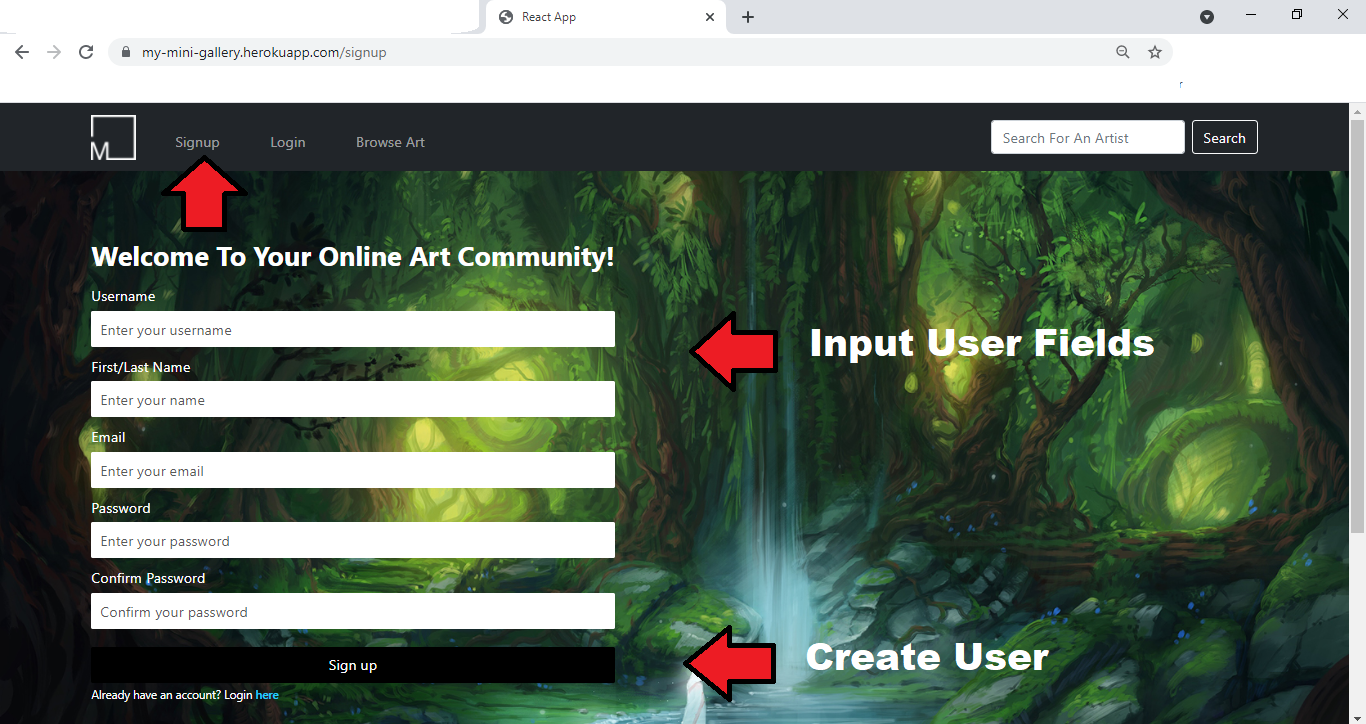 React App
my-mini-gallery.herokuapp.com/signup
M
Signup Login Browse Art Search For An Artist Search
Welcome To Your Online Art Community!
Username
Enter your username
Input User Fields
First/Last Name
Enter your name
Email
Enter your email
Password
Enter your password
Confirm Password
Confirm your password
Create User
Sign up
Already have an account? Login here